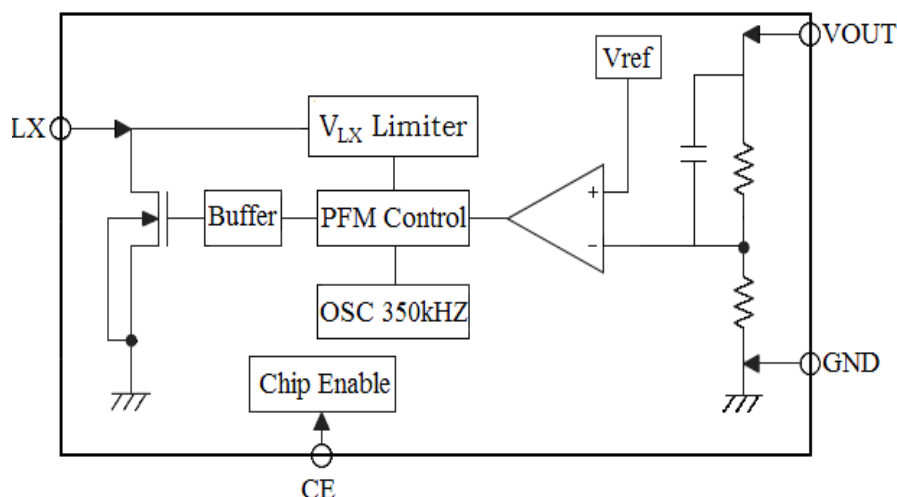 VOUT
Vref
LX
VLX Limiter
+
Buffer
PFM Control
−
OSC 350kHZ
GND
Chip Enable
CE